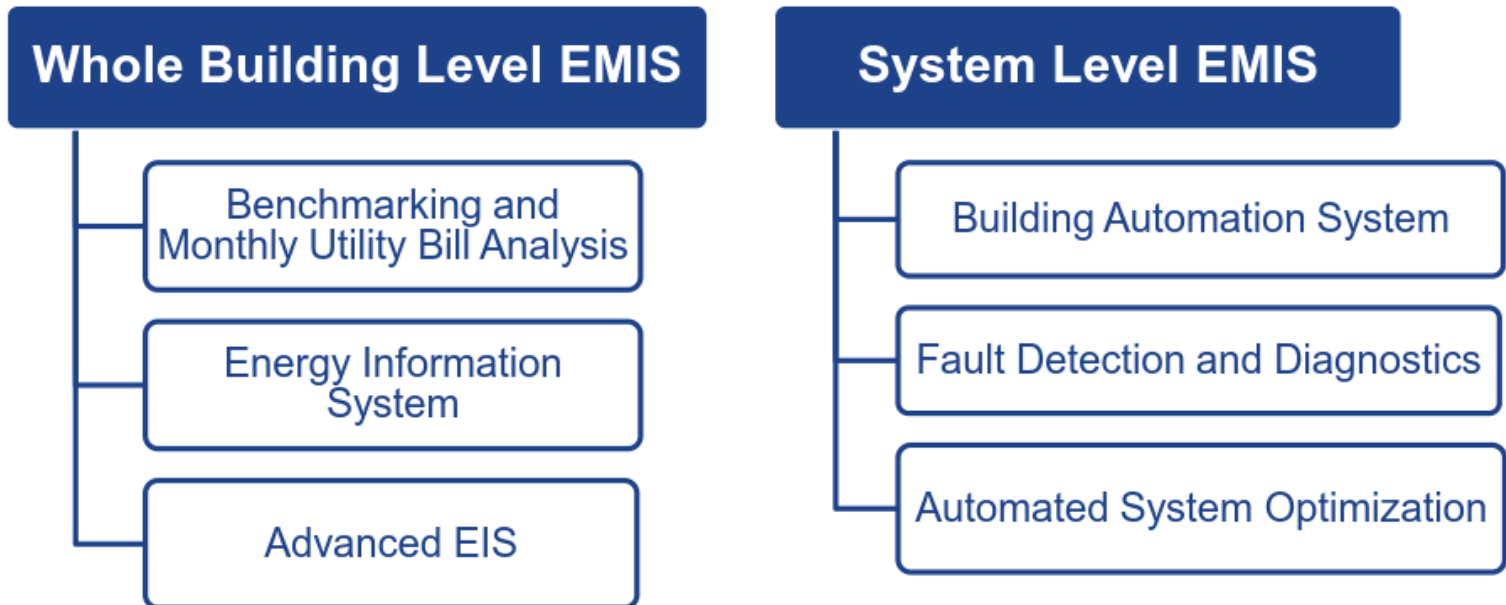 Whole Building Level EMIS
Benchmarking and
Monthly Utility Bill Analysis
Energy Information
System
Advanced EIS
System Level EMIS
Building Automation System
Fault Detection and Diagnostics
Automated System Optimization